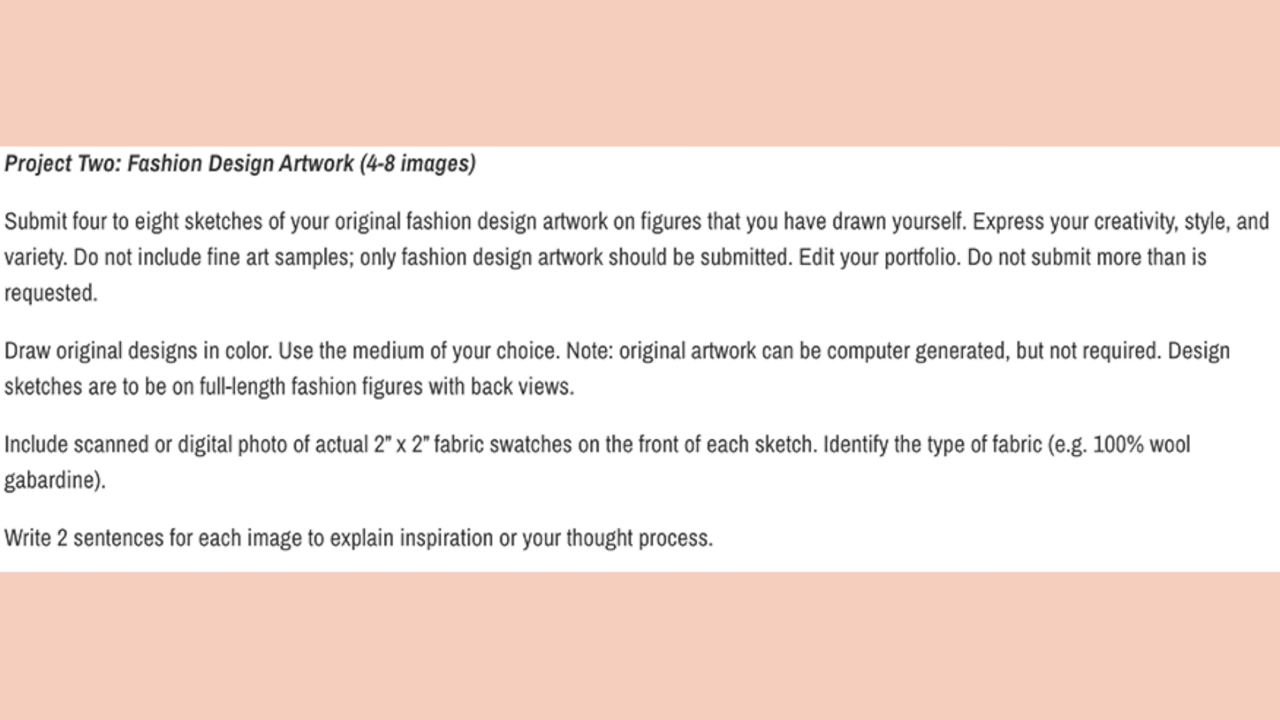 Project Two: Fashion Design Artwork (4-8 images)
Submit four to eight sketches of your original fashion design artwork on figures that you have drawn yourself. Express your creativity, style, and
variety. Do not include fine art samples; only fashion design artwork should be submitted. Edit your portfolio. Do not submit more than is
requested.
Draw original designs in color. Use the medium of your choice. Note: original artwork can be computer generated, but not required. Design
sketches are to be on full-length fashion figures with back views.
Include scanned or digital photo of actual 2” x 2” fabric swatches on the front of each sketch. Identify the type of fabric (e.g. 100% wool
gabardine).
Write 2 sentences for each image to explain inspiration or your thought process.